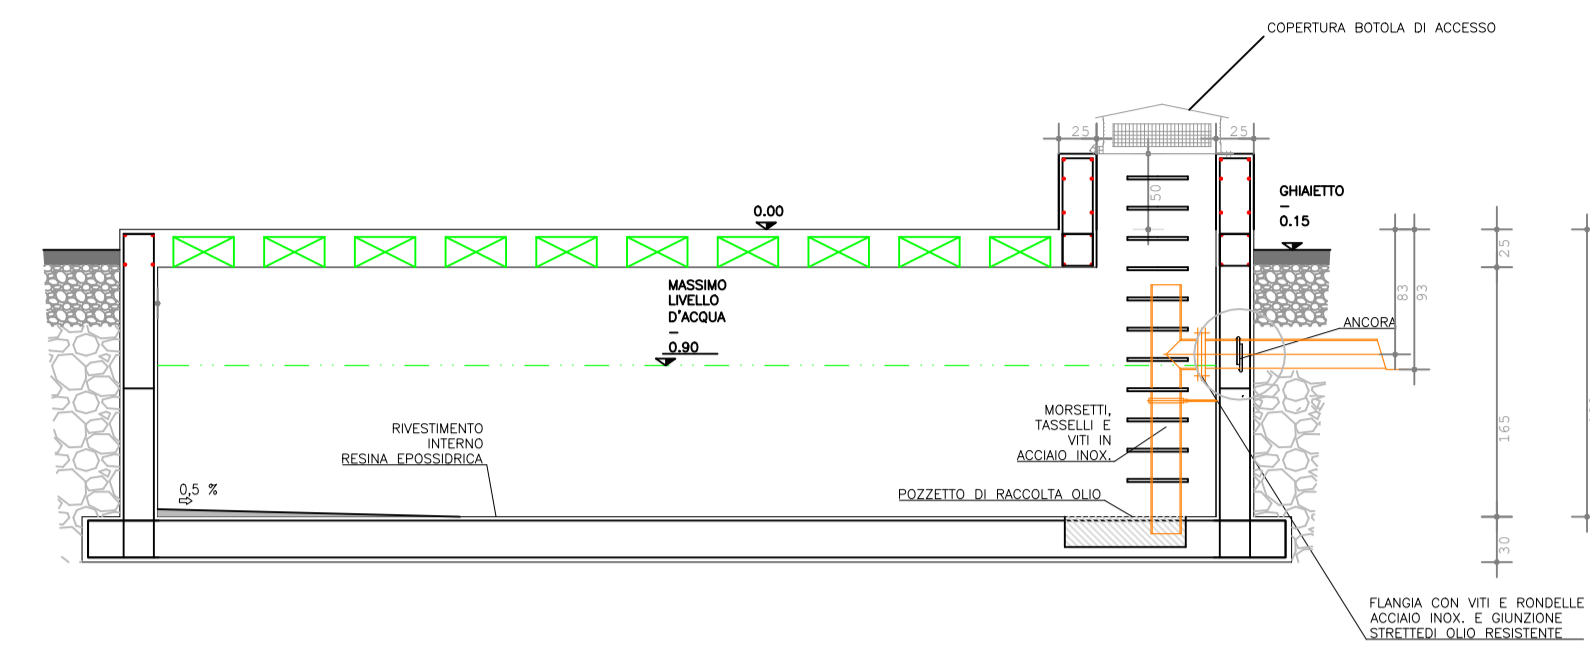 COPERTURA BOTOLA DI ACCESSO
25
25
50
GHIAIETTO
–
0.15
0.00
25
83
93
MASSIMO
LIVELLO
D'ACQUA
–
0.90
ANCORA
MORSETTI,
TASSELLI E
VITI IN
ACCIAIO INOX.
165
RIVESTIMENTO
INTERNO
RESINA EPOSSIDRICA
0,5 %
POZZETTO DI RACCOLTA OLIO
30
FLANGIA CON VITI E RONDELLE
ACCIAIO INOX. E GIUNZIONE
STRETTEDI OLIO RESISTENTE